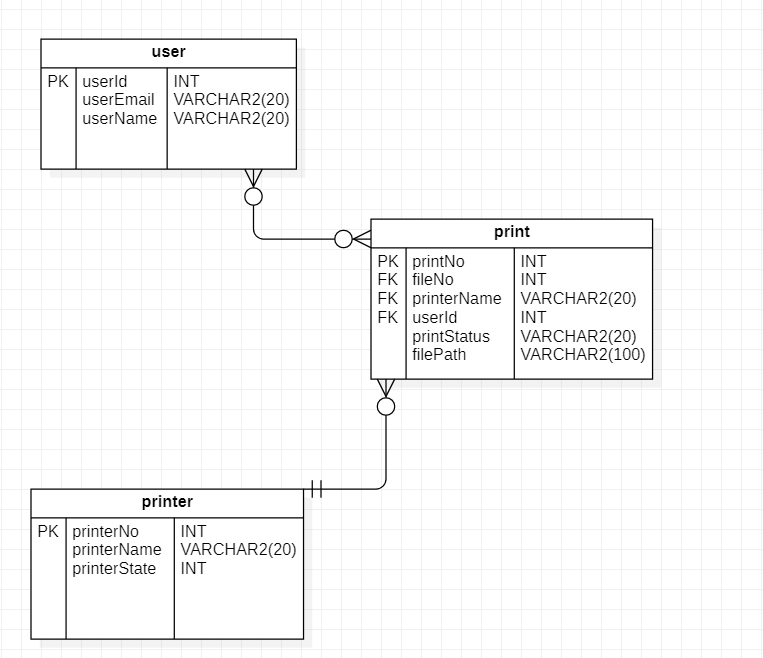 user
PK userId INT
userEmail VARCHAR2(20)
userName VARCHAR2(20)
print
PK printNo INT
FK fileNo INT
FK printerName VARCHAR2(20)
FK userId INT
printStatus VARCHAR2(20)
filePath VARCHAR2(100)
printer
PK printerNo INT
printerName VARCHAR2(20)
printerState INT